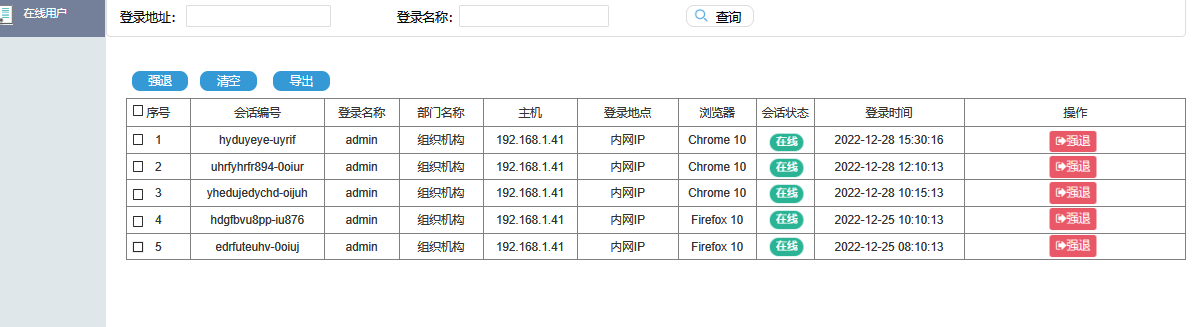 在线用户
登录地址： 登录名称： 查询
强退 清空 导出
序号 会话编号 登录名称 部门名称 主机 登录地点 浏览器 会话状态 登录时间 操作
1 hyduyeye-uyrif admin 组织机构 192.168.1.41 内网IP Chrome 10 在线 2022-12-28 15:30:16 强退
2 uhrfyhrfr894-0oiur admin 组织机构 192.168.1.41 内网IP Chrome 10 在线 2022-12-28 12:10:13 强退
3 yhedujedychd-oijuh admin 组织机构 192.168.1.41 内网IP Chrome 10 在线 2022-12-28 10:15:13 强退
4 hdgfbvu8pp-iu876 admin 组织机构 192.168.1.41 内网IP Firefox 10 在线 2022-12-25 10:10:13 强退
5 edrfuteuhv-0oiuj admin 组织机构 192.168.1.41 内网IP Firefox 10 在线 2022-12-25 08:10:13 强退